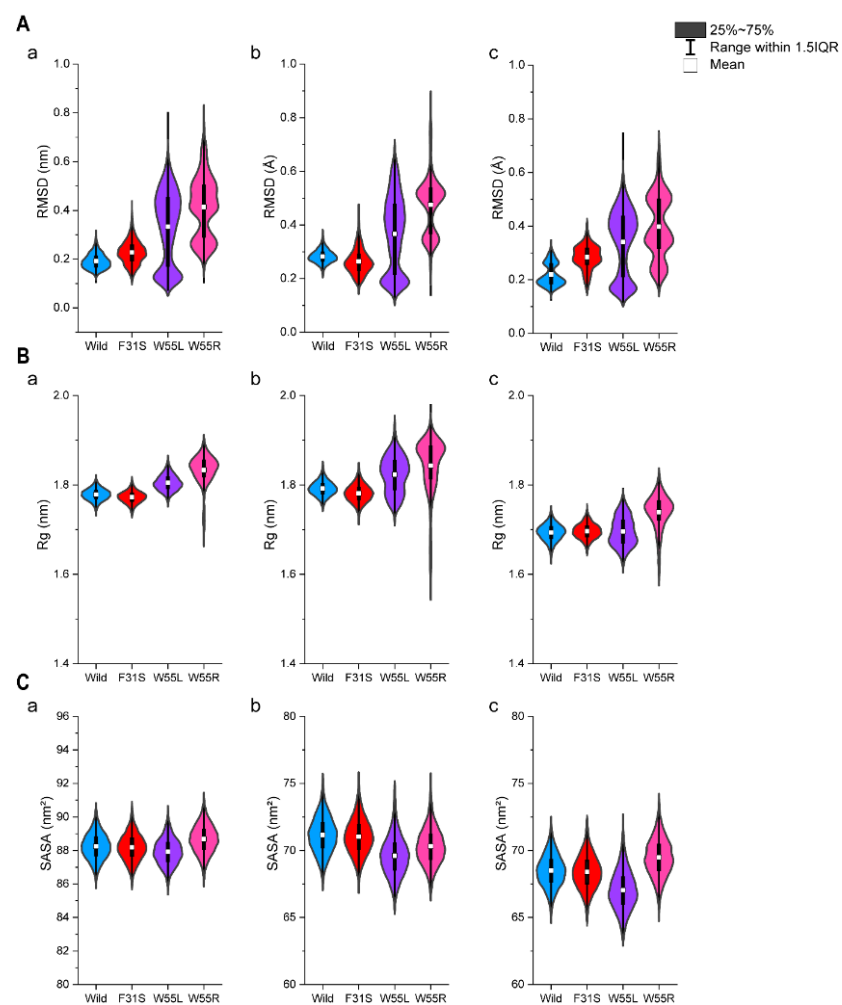 A
25%~75%
Range within 1.5IQR
Mean
a
b
c
RMSD (nm)
1.0
0.8
0.6
0.4
0.2
0.0
Wild F31S W55L W55R
RMSD (Å)
1.0
0.8
0.6
0.4
0.2
0.0
Wild F31S W55L W55R
RMSD (Å)
1.0
0.8
0.6
0.4
0.2
0.0
Wild F31S W55L W55R
B
a
b
c
Rg (nm)
2.0
1.8
1.6
1.4
Wild F31S W55L W55R
Rg (nm)
2.0
1.8
1.6
1.4
Wild F31S W55L W55R
Rg (nm)
2.0
1.8
1.6
1.4
Wild F31S W55L W55R
C
a
b
c
SASA (nm²)
96
94
92
90
88
86
84
82
80
Wild F31S W55L W55R
SASA (nm²)
80
75
70
65
60
Wild F31S W55L W55R
SASA (nm²)
80
75
70
65
60
Wild F31S W55L W55R